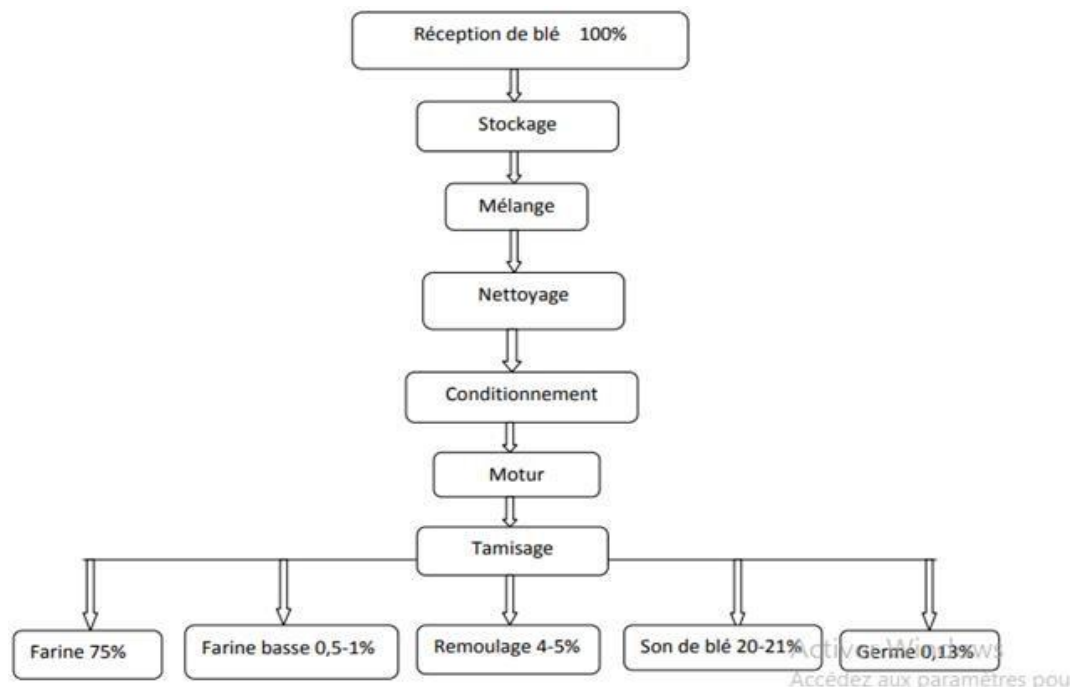 Réception de blé 100%
Stockage
Mélange
Nettoyage
Conditionnement
Motur
Tamisage
Farine 75%
Farine basse 0,5-1%
Remoulage 4-5%
Son de blé 20-21%
Germe 0,13%
Activer Windows
Accédez aux paramètres pou